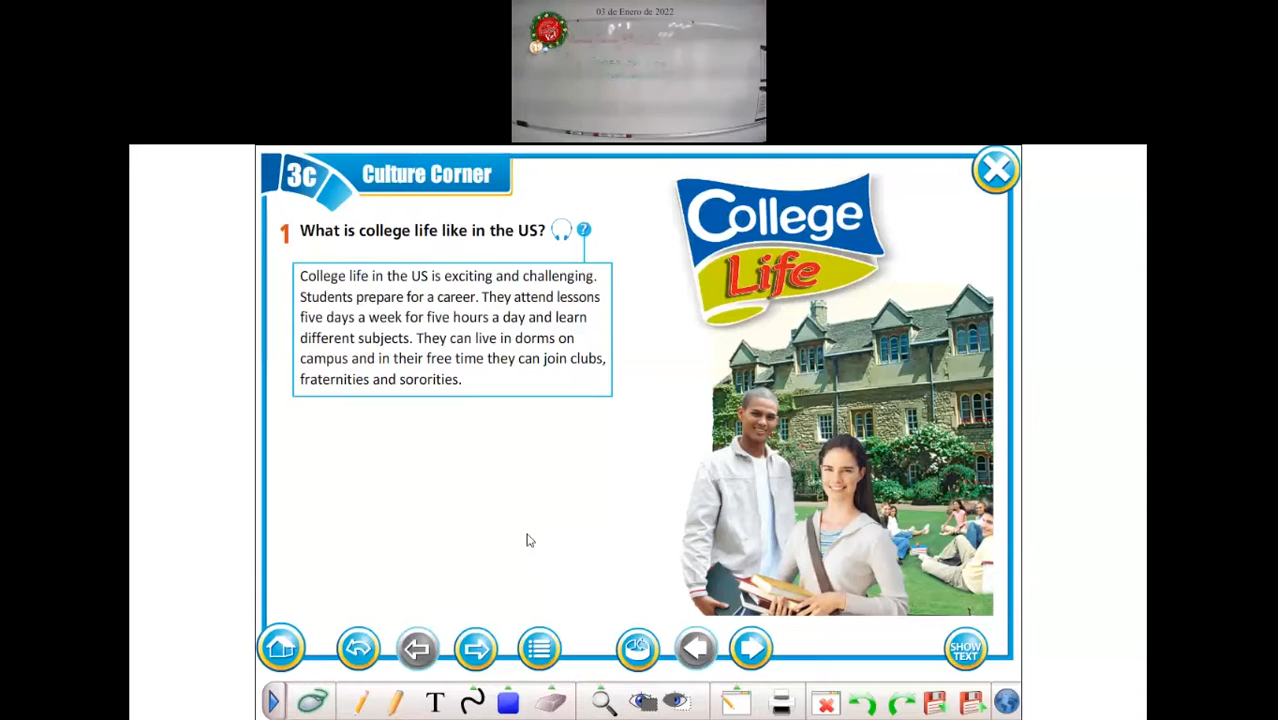 03 de Enero de 2022
3c
Culture Corner
College
Life
1 What is college life like in the US? ?
College life in the US is exciting and challenging.
Students prepare for a career. They attend lessons
five days a week for five hours a day and learn
different subjects. They can live in dorms on
campus and in their free time they can join clubs,
fraternities and sororities.
SHOW
TEXT
T